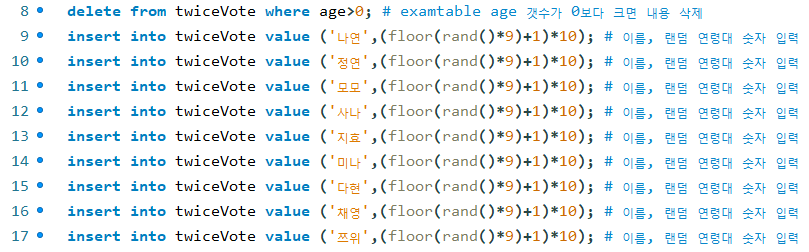 8 delete from twiceVote where age>0; # examtable age 갯수가 0보다 크면 내용 삭제
9 insert into twiceVote value ('나연',(floor(rand()*9)+1)*10); # 이름, 랜덤 연령대 숫자 입력
10 insert into twiceVote value ('정연',(floor(rand()*9)+1)*10); # 이름, 랜덤 연령대 숫자 입력
11 insert into twiceVote value ('모모',(floor(rand()*9)+1)*10); # 이름, 랜덤 연령대 숫자 입력
12 insert into twiceVote value ('사나',(floor(rand()*9)+1)*10); # 이름, 랜덤 연령대 숫자 입력
13 insert into twiceVote value ('지효',(floor(rand()*9)+1)*10); # 이름, 랜덤 연령대 숫자 입력
14 insert into twiceVote value ('미나',(floor(rand()*9)+1)*10); # 이름, 랜덤 연령대 숫자 입력
15 insert into twiceVote value ('다현',(floor(rand()*9)+1)*10); # 이름, 랜덤 연령대 숫자 입력
16 insert into twiceVote value ('채영',(floor(rand()*9)+1)*10); # 이름, 랜덤 연령대 숫자 입력
17 insert into twiceVote value ('쯔위',(floor(rand()*9)+1)*10); # 이름, 랜덤 연령대 숫자 입력